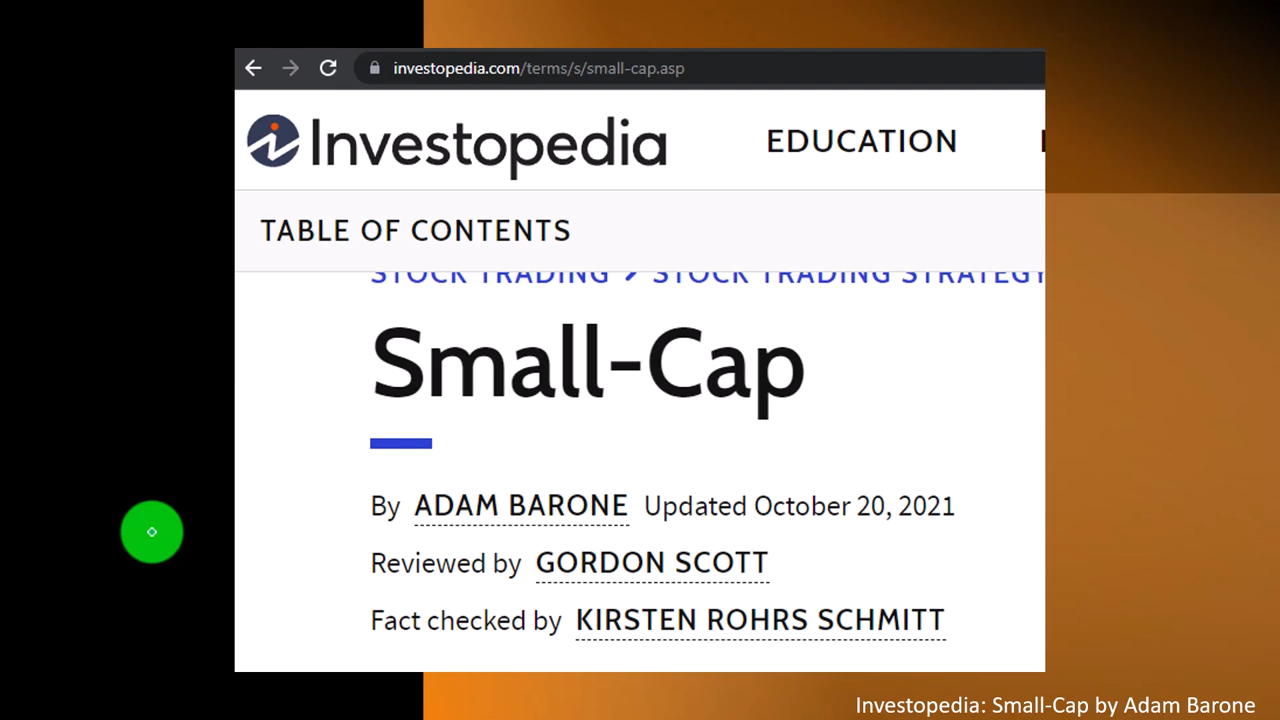 investopedia.com/terms/s/small-cap.asp
Investopedia EDUCATION
TABLE OF CONTENTS
STOCK TRADING > STOCK TRADING STRATEGY
Small-Cap
By ADAM BARONE Updated October 20, 2021
Reviewed by GORDON SCOTT
Fact checked by KIRSTEN ROHRS SCHMITT
Investopedia: Small-Cap by Adam Barone